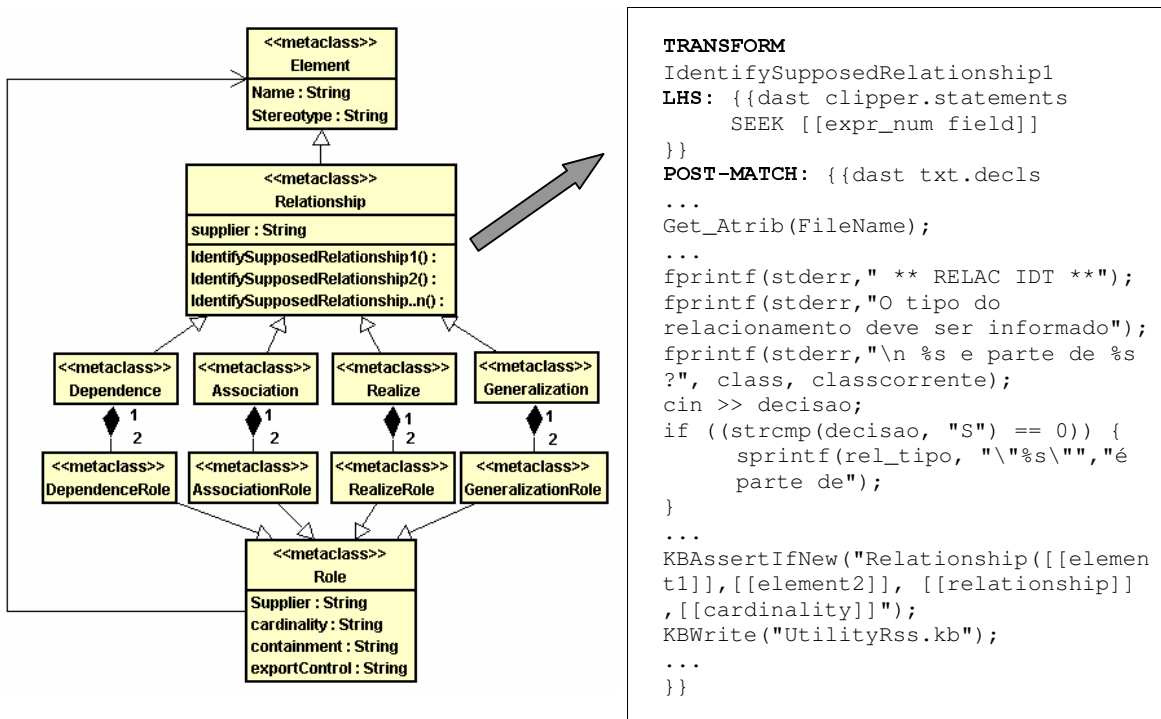 <<metaclass>>
Element
Name : String
Stereotype : String
<<metaclass>>
Relationship
supplier : String
IdentifySupposedRelationship1() :
IdentifySupposedRelationship2() :
IdentifySupposedRelationship..n() :
<<metaclass>>
Dependence
<<metaclass>>
Association
<<metaclass>>
Realize
<<metaclass>>
Generalization
1
2
1
2
1
2
1
2
<<metaclass>>
DependenceRole
<<metaclass>>
AssociationRole
<<metaclass>>
RealizeRole
<<metaclass>>
GeneralizationRole
<<metaclass>>
Role
Supplier : String
cardinality : String
containment : String
exportControl : String
TRANSFORM
IdentifySupposedRelationship1
LHS: {{dast clipper.statements
SEEK [[expr_num field]]
}}
POST-MATCH: {{dast txt.decls
...
Get_Atrib(FileName);
...
fprintf(stderr," ** RELAC IDT **");
fprintf(stderr,"O tipo do
relacionamento deve ser informado");
fprintf(stderr,"\n %s e parte de %s
?", class, classcorrente);
cin >> decisao;
if ((strcmp(decisao, "S") == 0)) {
sprintf(rel_tipo, "\"%s\"","é
parte de");
}
...
KBAssertIfNew("Relationship([[elemen
t1]],[[element2]], [[relationship]]
,[[cardinality]]");
KBWrite("UtilityRss.kb");
...
}}